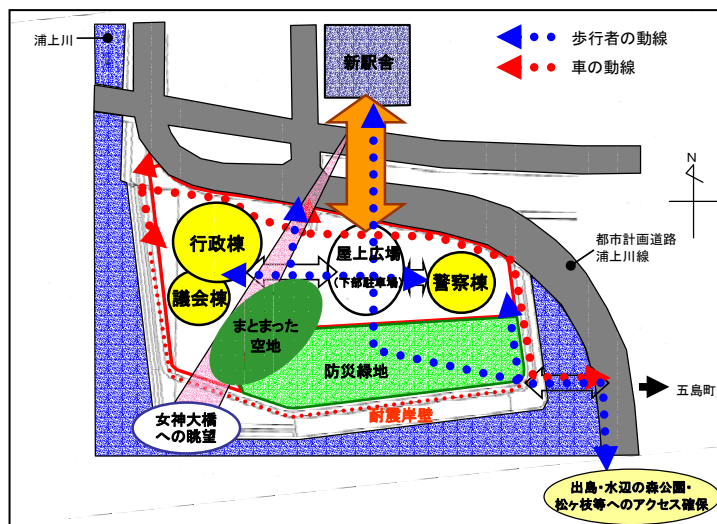 浦上川
新駅舎
歩行者の動線
車の動線
N
都市計画道路
浦上川線
行政棟
議会棟
屋上広場
(下部駐車場)
警察棟
まとまった
空地
防災緑地
五島町
女神大橋
への眺望
耐震岸壁
出島・水辺の森公園・
松ヶ枝等へのアクセス確保